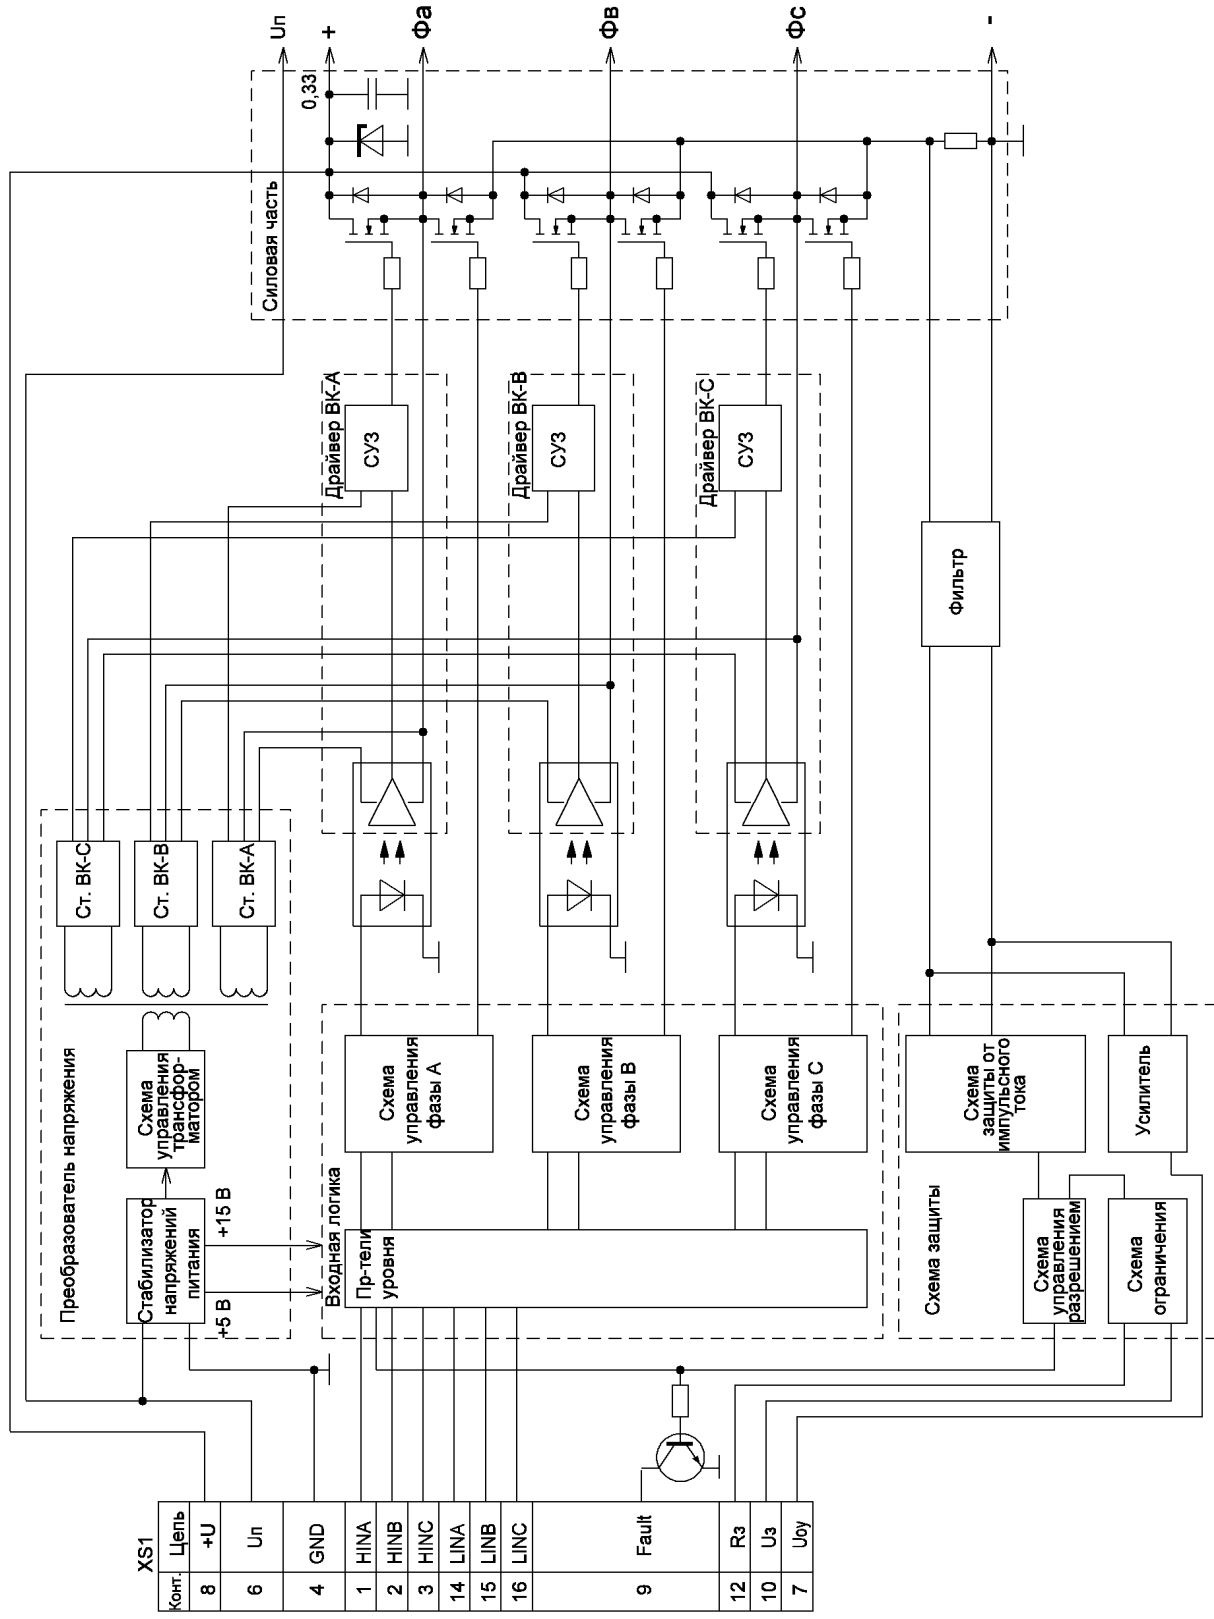 XS1
Конт. Цепь
8 +U
6 Uп
4 GND
1 HINA
2 HINB
3 HINC
14 LINA
15 LINB
16 LINC
9 Fault
12 Rз
10 Uз
7 Uоу
Преобразователь напряжения
Стабилизатор
напряжений
питания
+5 В
+15 В
Схема
управления
трансфор-
матором
Ст. ВК-С
Ст. ВК-В
Ст. ВК-А
Входная логика
Пр-тели
уровня
Схема
управления
фазы А
Схема
управления
фазы В
Схема
управления
фазы С
Схема защиты
Схема
управления
разрешением
Схема
ограничения
Схема
защиты от
импульсного
тока
Усилитель
Драйвер ВК-А
СУЗ
Драйвер ВК-В
СУЗ
Драйвер ВК-С
СУЗ
Фильтр
Силовая часть
0,33
Uп
+
Фа
Фв
Фс
-